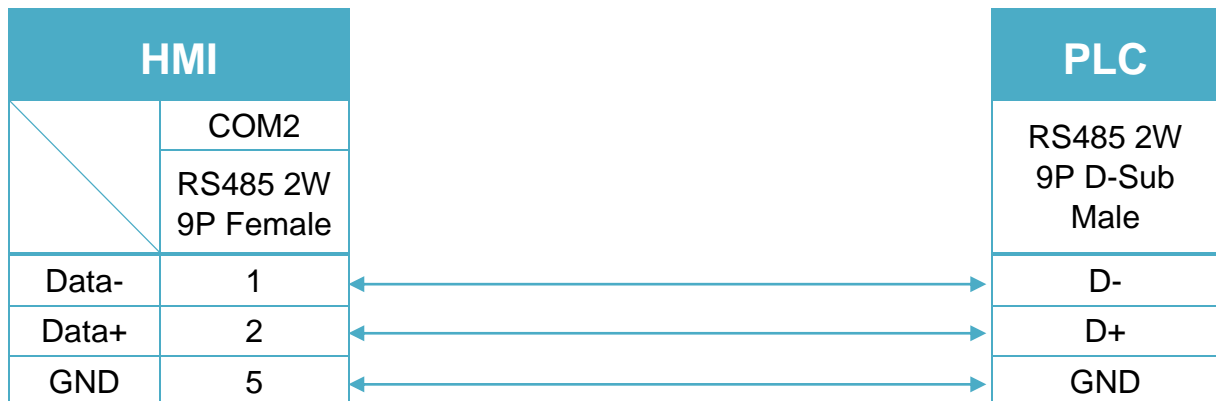 HMI
PLC
COM2
RS485 2W
9P Female
RS485 2W
9P D-Sub
Male
Data-
1
D-
Data+
2
D+
GND
5
GND